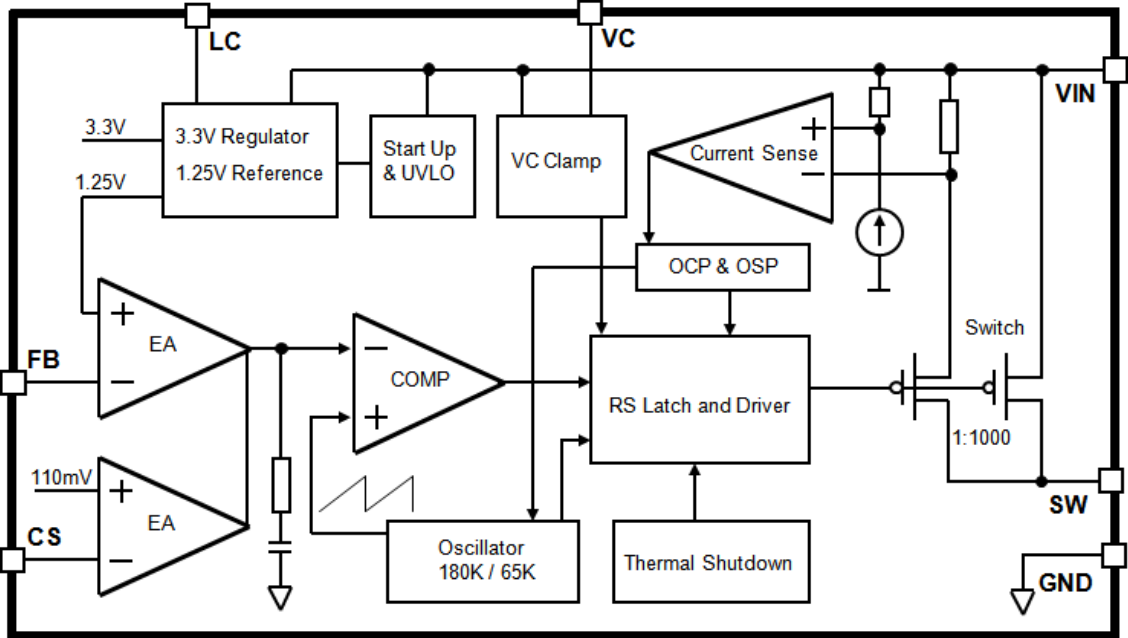 LC
VC
VIN
3.3V
3.3V Regulator
1.25V Reference
1.25V
Start Up
& UVLO
VC Clamp
+
Current Sense
−
OCP & OSP
Switch
+
EA
−
FB
−
COMP
+
RS Latch and Driver
1:1000
110mV
+
EA
−
CS
SW
Oscillator
180K / 65K
Thermal Shutdown
GND